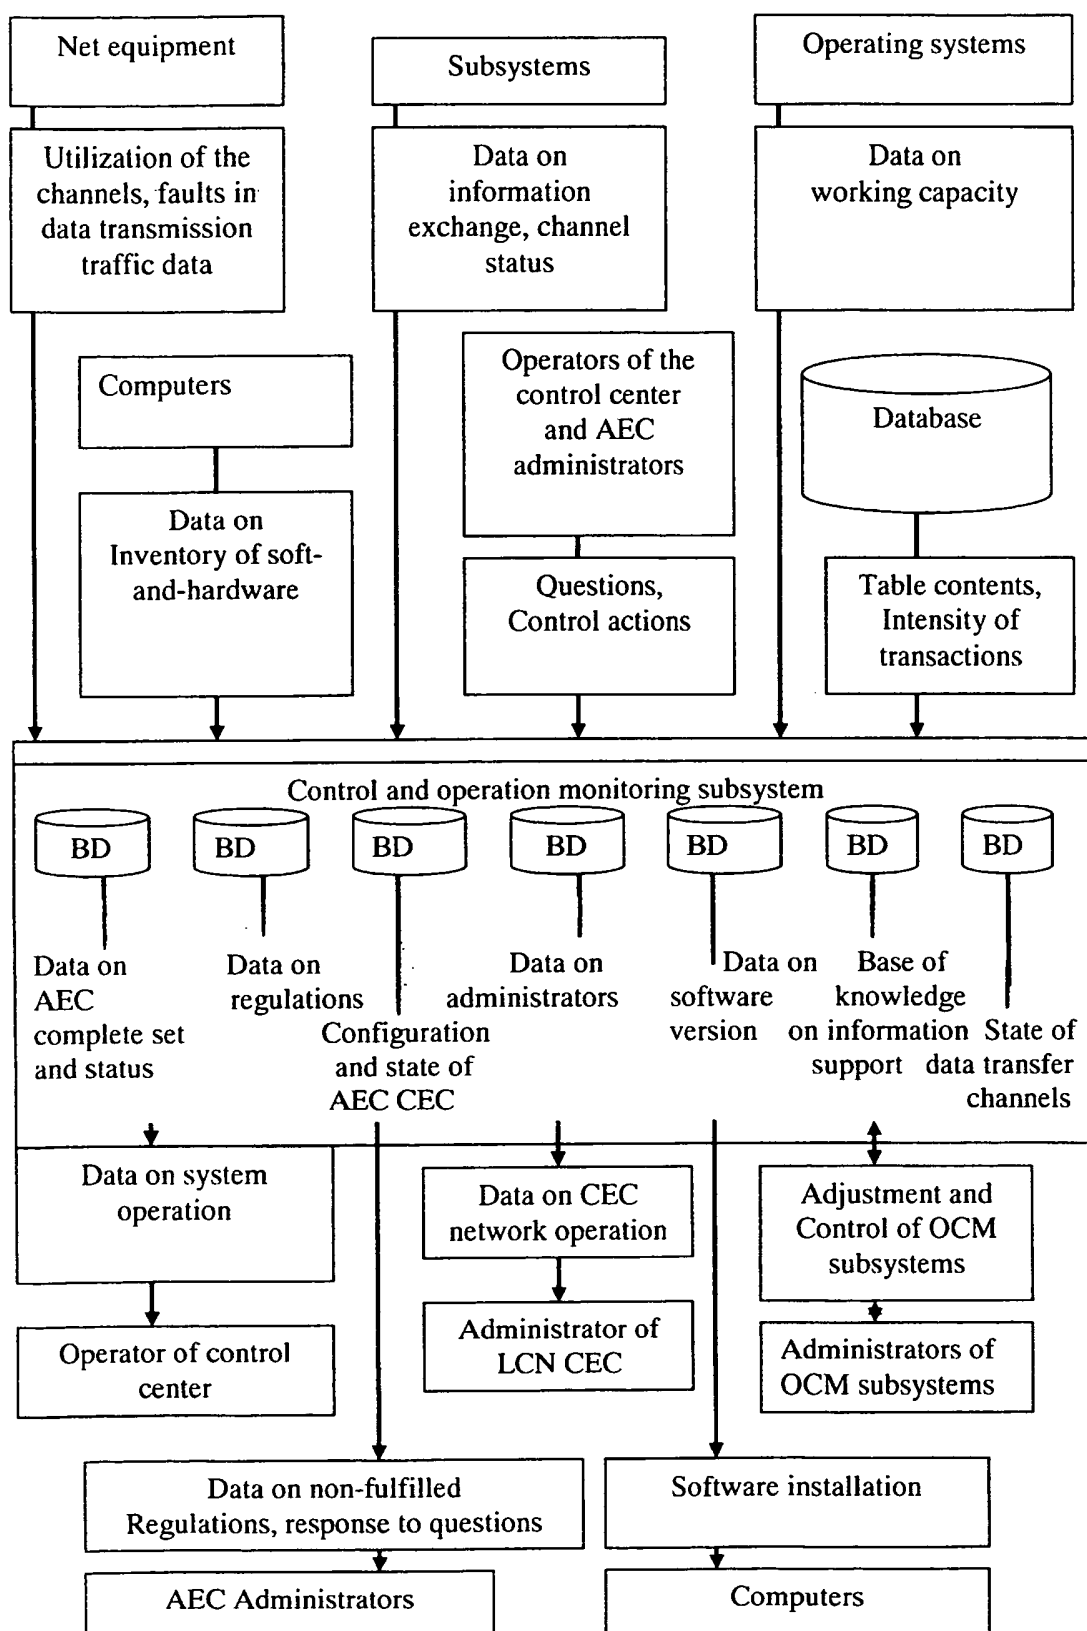 Net equipment
Subsystems
Operating systems
Utilization of the
channels, faults in
data transmission
traffic data
Data on
information
exchange, channel
status
Data on
working capacity
Computers
Operators of the
control center
and AEC
administrators
Database
Data on
Inventory of soft-
and-hardware
Questions,
Control actions
Table contents,
Intensity of
transactions
Control and operation monitoring subsystem
BD
BD
BD
BD
BD
BD
BD
Data on
AEC
complete set
and status
Data on
regulations
Configuration
and state of
AEC CEC
Data on
administrators
Data on
software
version
Base of
knowledge
on information
support
State of
data transfer
channels
Data on system
operation
Data on CEC
network operation
Adjustment and
Control of OCM
subsystems
Operator of control
center
Administrator of
LCN CEC
Administrators of
OCM subsystems
Data on non-fulfilled
Regulations, response to questions
Software installation
AEC Administrators
Computers